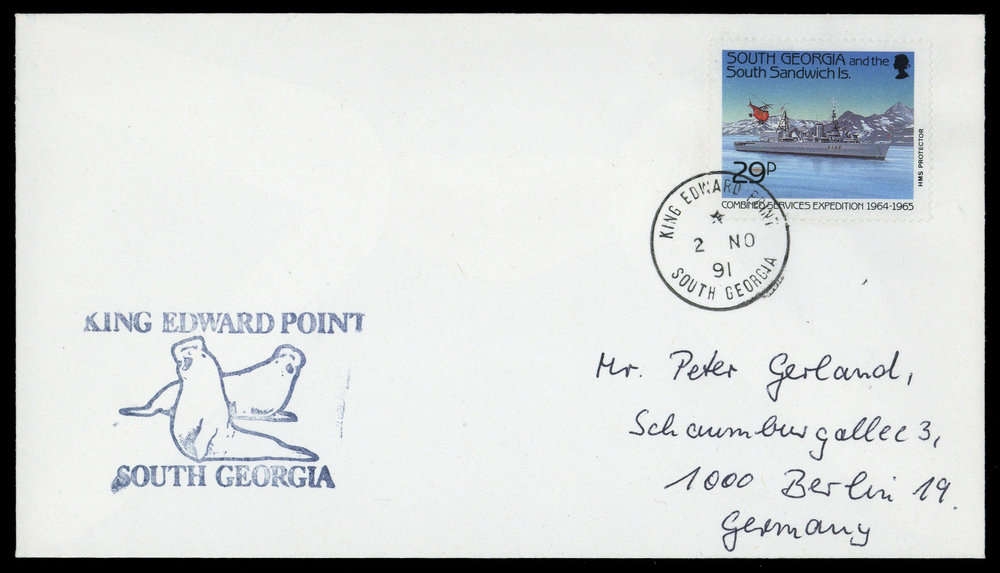 SOUTH GEORGIA and the
South Sandwich Is.
HMS PROTECTOR
29P
COMBINED SERVICES EXPEDITION 1964-1965
KING EDWARD POINT
2 NO
91
SOUTH GEORGIA
KING EDWARD POINT
SOUTH GEORGIA
Mr. Peter Gerland,
Schaumburgallee 3,
1000 Berlin 19.
Germany